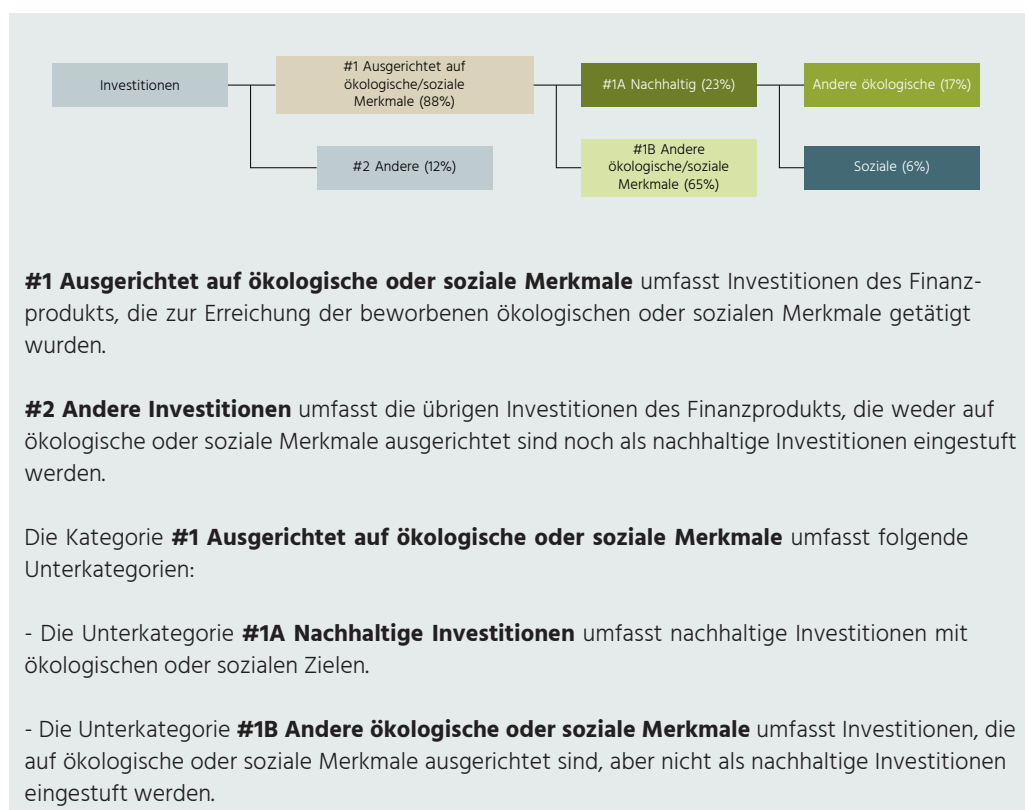 Investitionen
#1 Ausgerichtet auf
ökologische/soziale
Merkmale (88%)
#1A Nachhaltig (23%)
Andere ökologische (17%)
#2 Andere (12%)
#1B Andere
ökologische/soziale
Merkmale (65%)
Soziale (6%)
#1 Ausgerichtet auf ökologische oder soziale Merkmale umfasst Investitionen des Finanz-
produkts, die zur Erreichung der beworbenen ökologischen oder sozialen Merkmale getätigt
wurden.
#2 Andere Investitionen umfasst die übrigen Investitionen des Finanzprodukts, die weder auf
ökologische oder soziale Merkmale ausgerichtet sind noch als nachhaltige Investitionen eingestuft
werden.
Die Kategorie #1 Ausgerichtet auf ökologische oder soziale Merkmale umfasst folgende
Unterkategorien:
- Die Unterkategorie #1A Nachhaltige Investitionen umfasst nachhaltige Investitionen mit
ökologischen oder sozialen Zielen.
- Die Unterkategorie #1B Andere ökologische oder soziale Merkmale umfasst Investitionen, die
auf ökologische oder soziale Merkmale ausgerichtet sind, aber nicht als nachhaltige Investitionen
eingestuft werden.